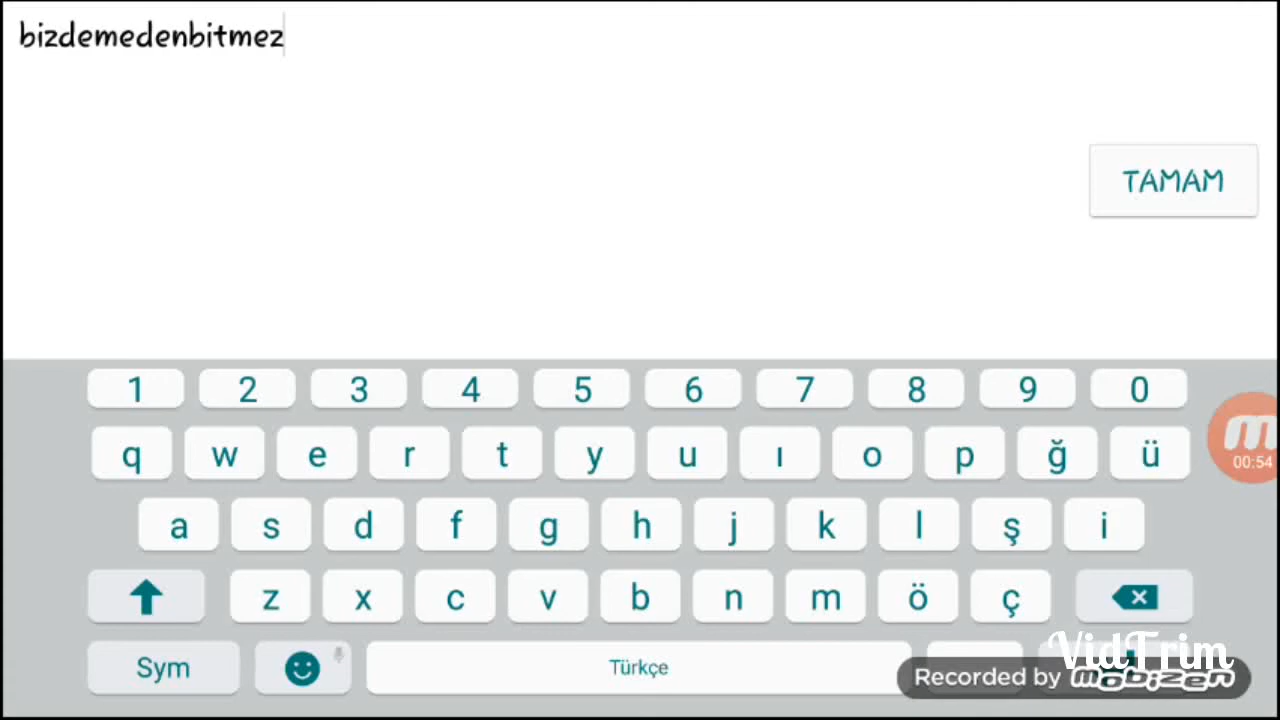 bizdemedenbitmez
TAMAM
1 2 3 4 5 6 7 8 9 0
q w e r t y u ı o p ğ ü
00:54
a s d f g h j k l ş i
z x c v b n m ö ç
Sym Türkçe
VidTrim
Recorded by mobizen